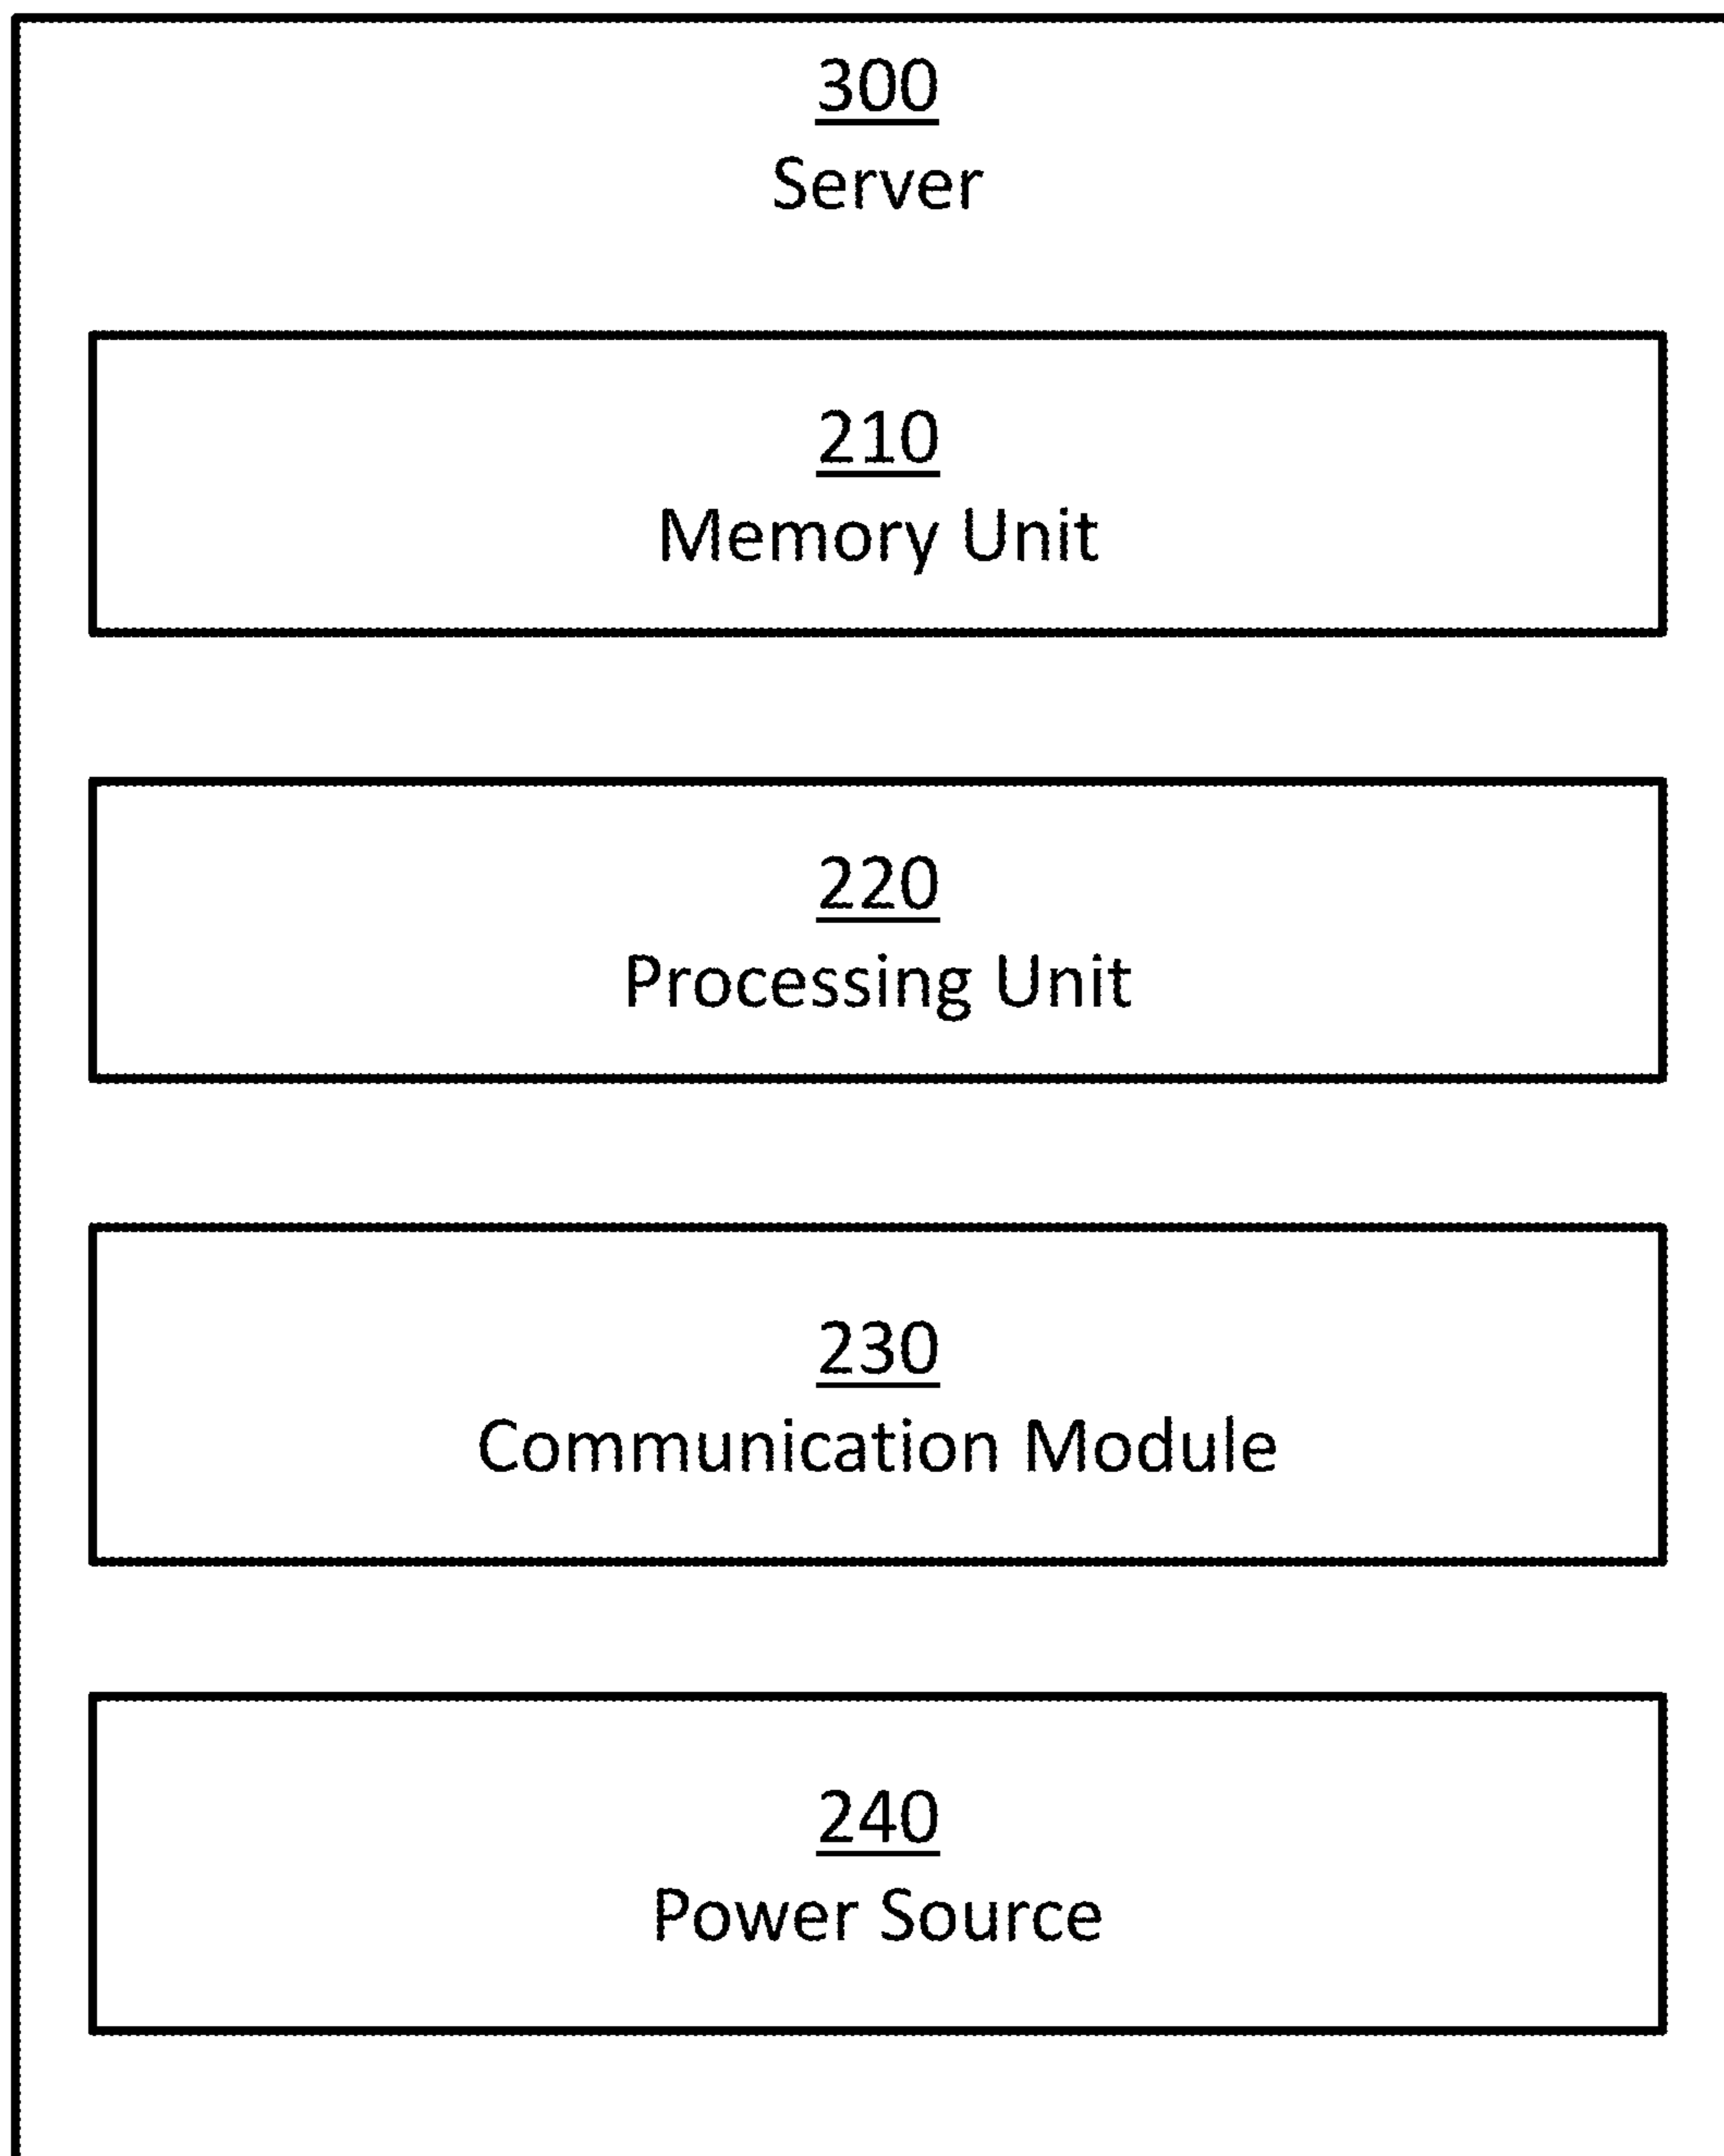 300
Server
210
Memory Unit
220
Processing Unit
230
Communication Module
240
Power Source